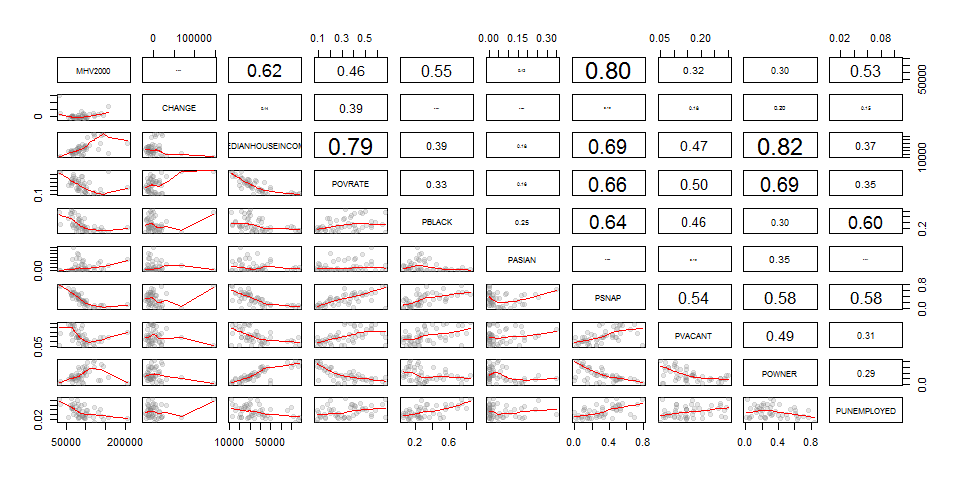 0 100000 0.1 0.3 0.5 0.00 0.15 0.30 0.05 0.20 0.02 0.08
MHV2000 0.62 0.46 0.55 0.80 0.32 0.30 0.53 50000
0 CHANGE 0.39 0.20
EDIANHOUSEINCOM 0.79 0.39 0.69 0.47 0.82 0.37 10000
0.1 POVRATE 0.33 0.66 0.50 0.69 0.35
PBLACK 0.25 0.64 0.46 0.30 0.60 0.2
0.00 PASIAN 0.35
PSNAP 0.54 0.58 0.58 0.0 0.8
0.05 PVACANT 0.49 0.31
POWNER 0.29 0.0
0.02 PUNEMPLOYED
50000 200000 10000 50000 0.2 0.6 0.0 0.4 0.8 0.0 0.4 0.8